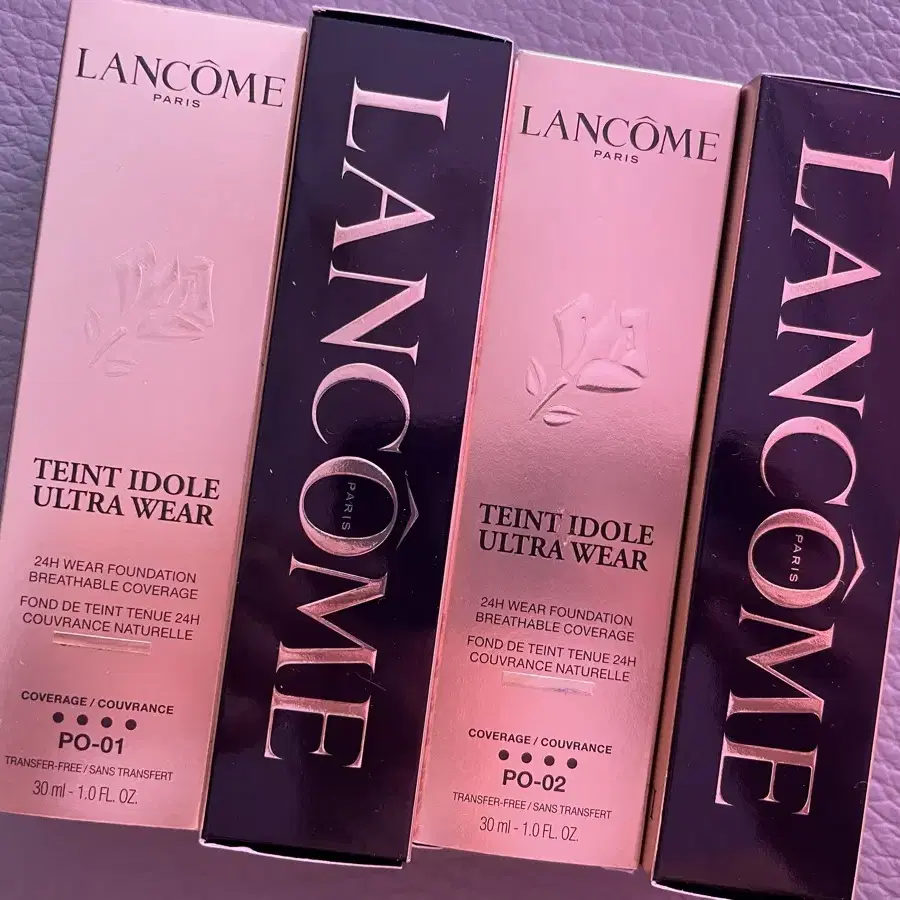 LANCÔME
PARIS
TEINT IDOLE
ULTRA WEAR
24H WEAR FOUNDATION
BREATHABLE COVERAGE
FOND DE TEINT TENUE 24H
COUVRANCE NATURELLE
COVERAGE / COUVRANCE
PO-01
TRANSFER-FREE / SANS TRANSFERT
30 ml - 1.0 FL. OZ.
LANCÔME
PARIS
LANCÔME
PARIS
TEINT IDOLE
ULTRA WEAR
24H WEAR FOUNDATION
BREATHABLE COVERAGE
FOND DE TEINT TENUE 24H
COUVRANCE NATURELLE
COVERAGE / COUVRANCE
PO-02
TRANSFER-FREE / SANS TRANSFERT
30 ml - 1.0 FL. OZ.
LANCÔME
PARIS